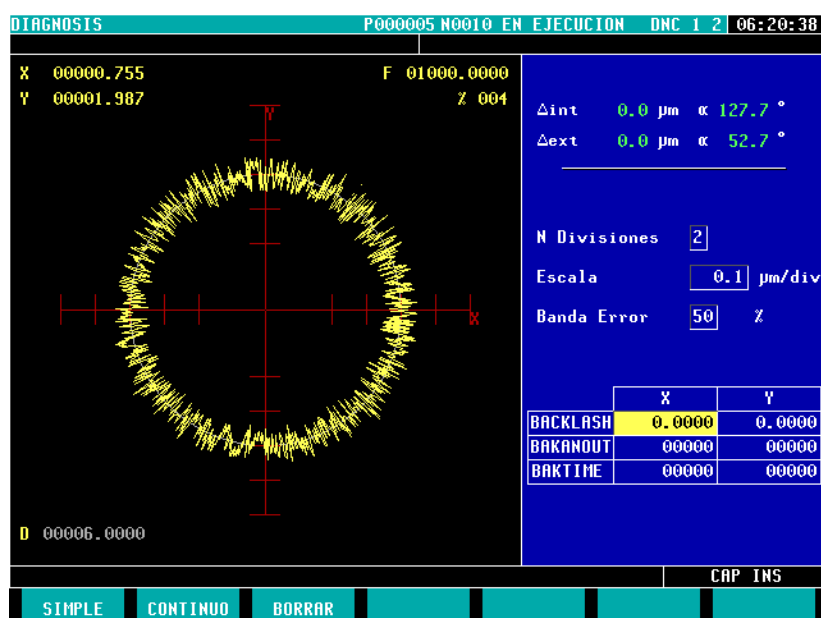 DIAGNOSIS P000005 N0010 EN EJECUCION DNC 1 2 06:20:38
X 00000.755 F 01000.0000
Y 00001.987 % 004
Y
X
D 00006.0000
Δint 0.0 µm α 127.7 °
Δext 0.0 µm α 52.7 °
N Divisiones 2
Escala 0.1 µm/div
Banda Error 50 %
X Y
BACKLASH 0.0000 0.0000
BAKANOUT 00000 00000
BAKTIME 00000 00000
CAP INS
SIMPLE CONTINUO BORRAR